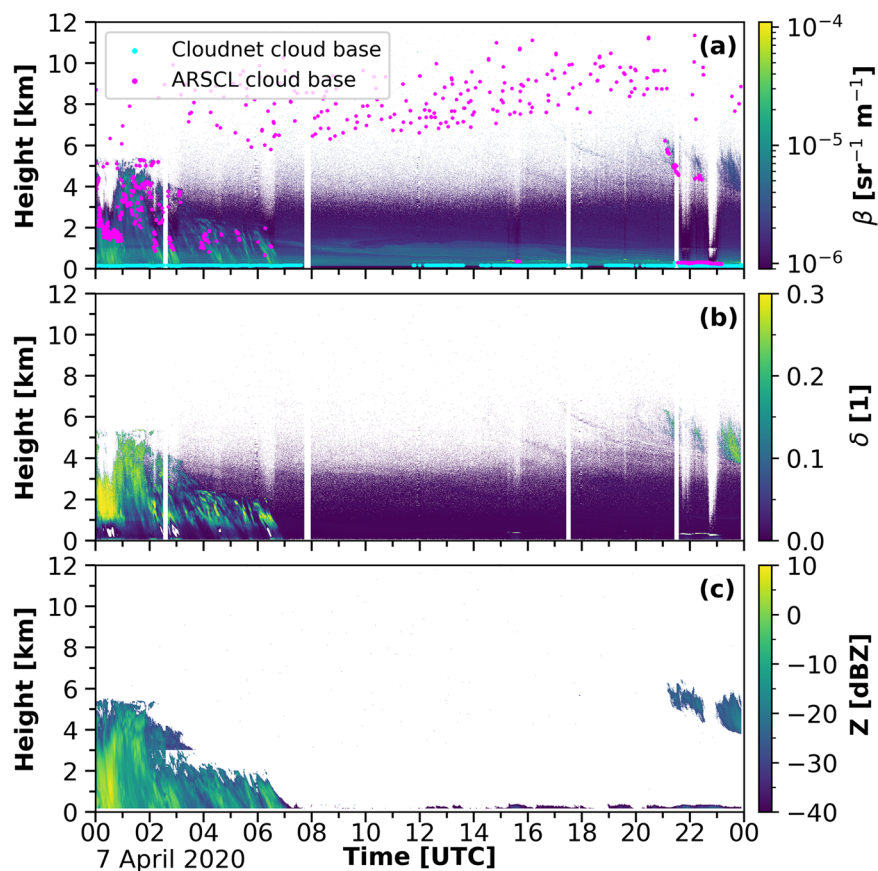 12
10
8
6
4
2
0
Height [km]
Cloudnet cloud base
ARSCL cloud base
(a)
10⁻⁴
10⁻⁵
10⁻⁶
β [sr⁻¹ m⁻¹]
12
10
8
6
4
2
0
Height [km]
(b)
0.3
0.2
0.1
0.0
δ [1]
12
10
8
6
4
2
0
Height [km]
(c)
10
0
−10
−20
−30
−40
Z [dBZ]
00 02 04 06 08 10 12 14 16 18 20 22 00
7 April 2020
Time [UTC]